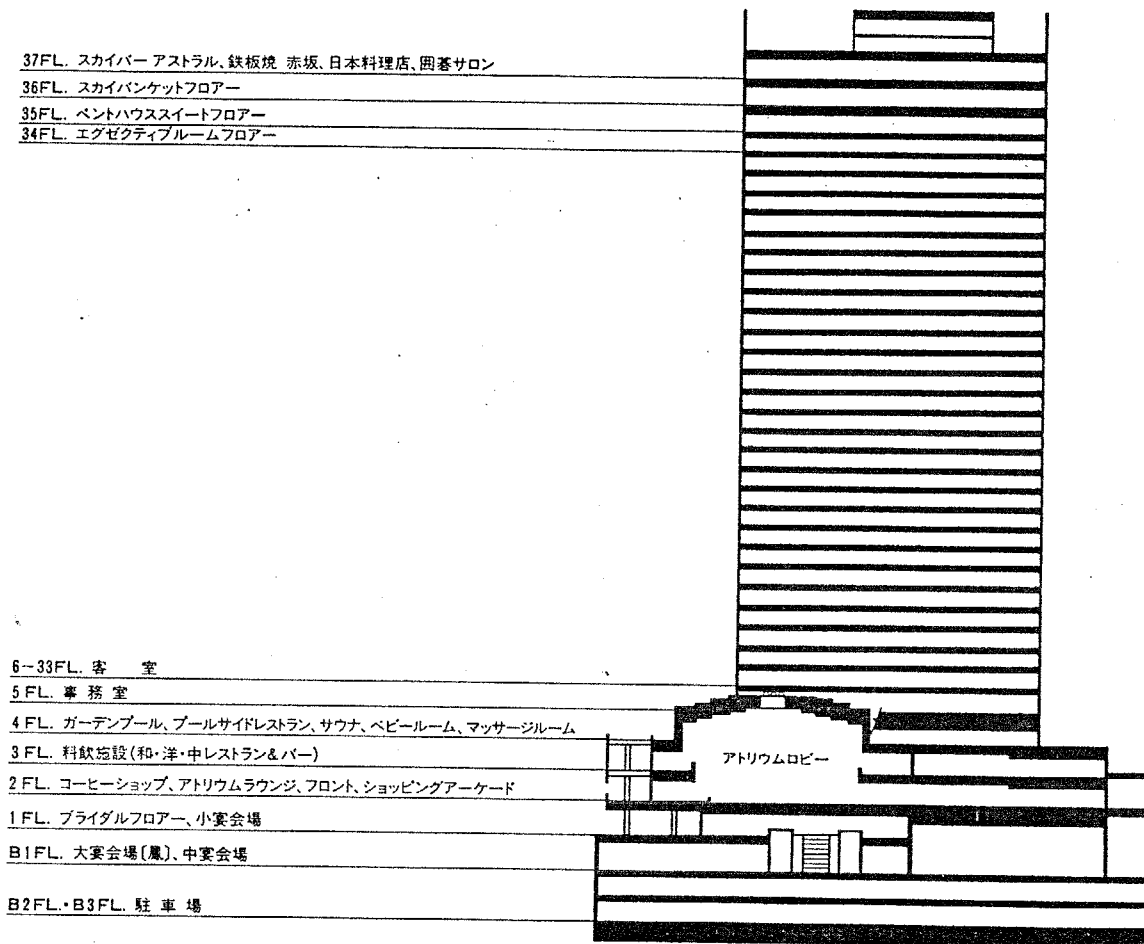 37FL. スカイバー アストラル、鉄板焼 赤坂、日本料理店、囲碁サロン
36FL. スカイバンケットフロアー
35FL. ペントハウススイートフロアー
34FL. エグゼクティブルームフロアー
6-33FL. 客 室
5FL. 事務室
4FL. ガーデンプール、プールサイドレストラン、サウナ、ベビールーム、マッサージルーム
3FL. 料飲施設(和・洋・中レストラン&バー)
アトリウムロビー
2FL. コーヒーショップ、アトリウムラウンジ、フロント、ショッピングアーケード
1FL. ブライダルフロアー、小宴会場
B1FL. 大宴会場〔鳳〕、中宴会場
B2FL.・B3FL. 駐車場